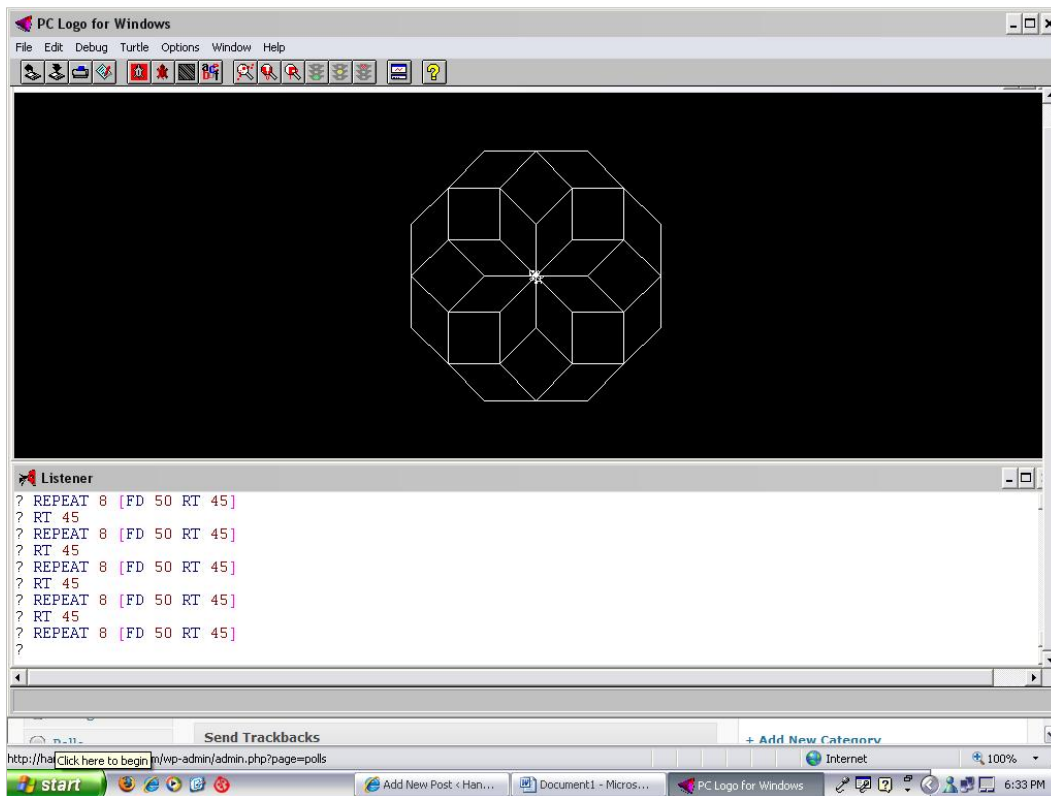 PC Logo for Windows
File Edit Debug Turtle Options Window Help
Listener
? REPEAT 8 [FD 50 RT 45]
? RT 45
? REPEAT 8 [FD 50 RT 45]
? RT 45
? REPEAT 8 [FD 50 RT 45]
? RT 45
? REPEAT 8 [FD 50 RT 45]
? RT 45
? REPEAT 8 [FD 50 RT 45]
?
Send Trackbacks
+ Add New Category
Click here to begin
m/wp-admin/admin.php?page=polls
Internet
100%
start
Add New Post < Han...
Document1 - Micros...
PC Logo for Windows
6:33 PM